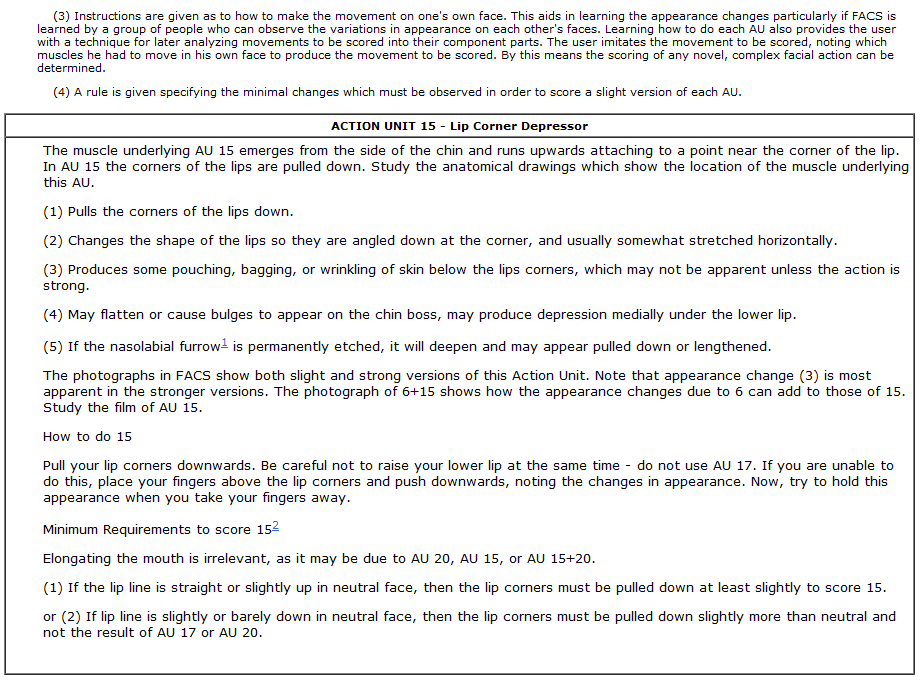 (3) Instructions are given as to how to make the movement on one's own face. This aids in learning the appearance changes particularly if FACS is
learned by a group of people who can observe the variations in appearance on each other's faces. Learning how to do each AU also provides the user
with a technique for later analyzing movements to be scored into their component parts. The user imitates the movement to be scored, noting which
muscles he had to move in his own face to produce the movement to be scored. By this means the scoring of any novel, complex facial action can be
determined.
(4) A rule is given specifying the minimal changes which must be observed in order to score a slight version of each AU.
ACTION UNIT 15 - Lip Corner Depressor
The muscle underlying AU 15 emerges from the side of the chin and runs upwards attaching to a point near the corner of the lip.
In AU 15 the corners of the lips are pulled down. Study the anatomical drawings which show the location of the muscle underlying
this AU.
(1) Pulls the corners of the lips down.
(2) Changes the shape of the lips so they are angled down at the corner, and usually somewhat stretched horizontally.
(3) Produces some pouching, bagging, or wrinkling of skin below the lips corners, which may not be apparent unless the action is
strong.
(4) May flatten or cause bulges to appear on the chin boss, may produce depression medially under the lower lip.
(5) If the nasolabial furrow1 is permanently etched, it will deepen and may appear pulled down or lengthened.
The photographs in FACS show both slight and strong versions of this Action Unit. Note that appearance change (3) is most
apparent in the stronger versions. The photograph of 6+15 shows how the appearance changes due to 6 can add to those of 15.
Study the film of AU 15.
How to do 15
Pull your lip corners downwards. Be careful not to raise your lower lip at the same time - do not use AU 17. If you are unable to
do this, place your fingers above the lip corners and push downwards, noting the changes in appearance. Now, try to hold this
appearance when you take your fingers away.
Minimum Requirements to score 152
Elongating the mouth is irrelevant, as it may be due to AU 20, AU 15, or AU 15+20.
(1) If the lip line is straight or slightly up in neutral face, then the lip corners must be pulled down at least slightly to score 15.
or (2) If lip line is slightly or barely down in neutral face, then the lip corners must be pulled down slightly more than neutral and
not the result of AU 17 or AU 20.